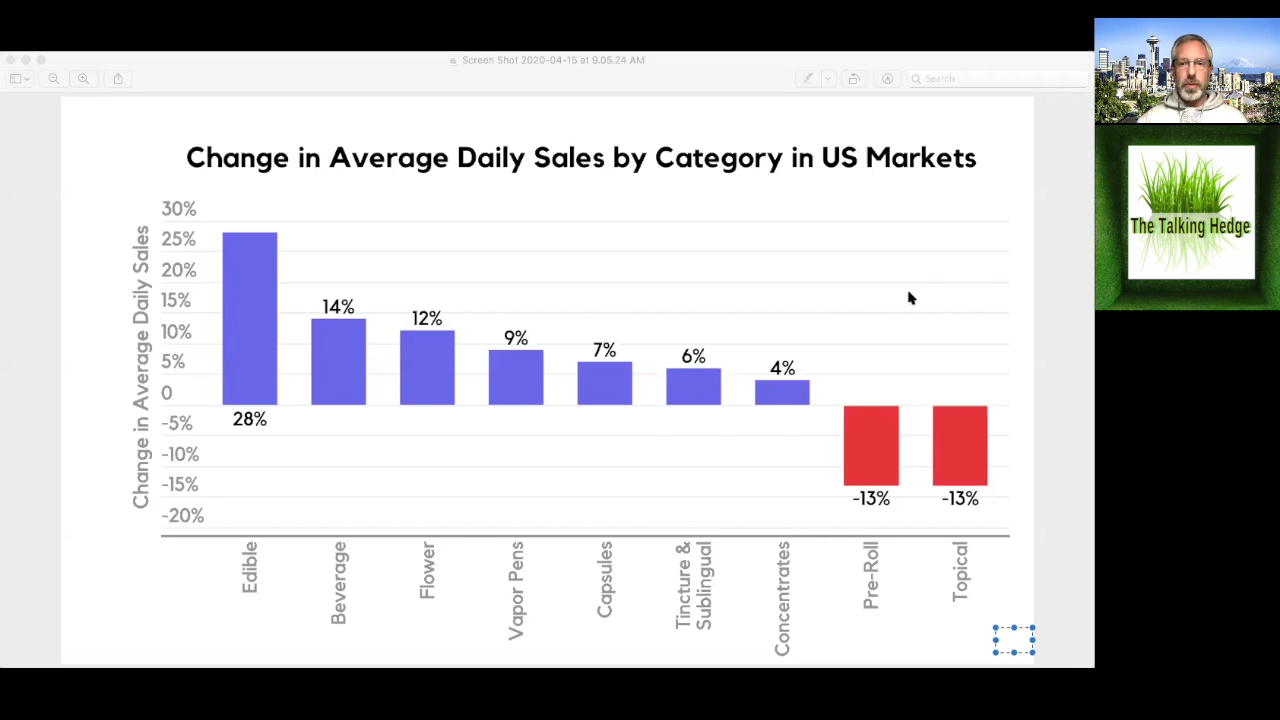 Screen Shot 2020-04-15 at 9.05.24 AM
Search
Change in Average Daily Sales by Category in US Markets
Change in Average Daily Sales
30%
25%
20%
15%
10%
5%
0
-5%
-10%
-15%
-20%
28%
14%
12%
9%
7%
6%
4%
-13%
-13%
Edible
Beverage
Flower
Vapor Pens
Capsules
Tincture &
Sublingual
Concentrates
Pre-Roll
Topical
The Talking Hedge